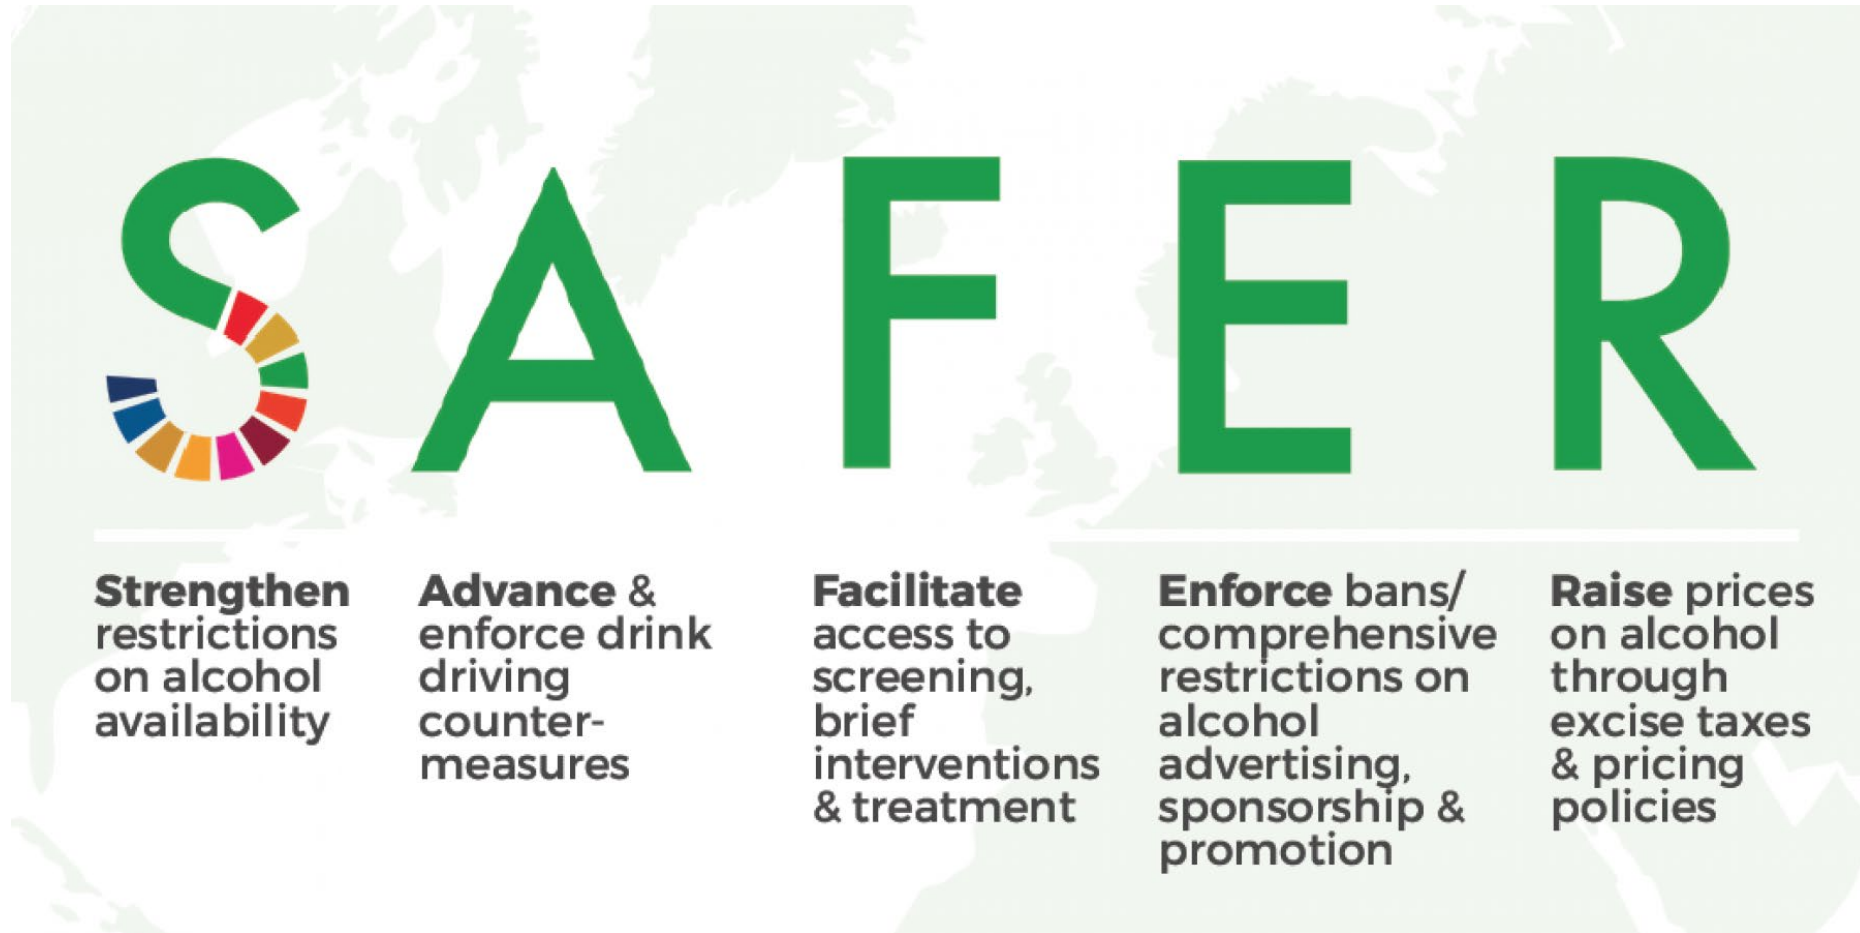 SAFER
Strengthen
restrictions
on alcohol
availability
Advance &
enforce drink
driving
counter-
measures
Facilitate
access to
screening,
brief
interventions
& treatment
Enforce bans/
comprehensive
restrictions on
alcohol
advertising,
sponsorship &
promotion
Raise prices
on alcohol
through
excise taxes
& pricing
policies